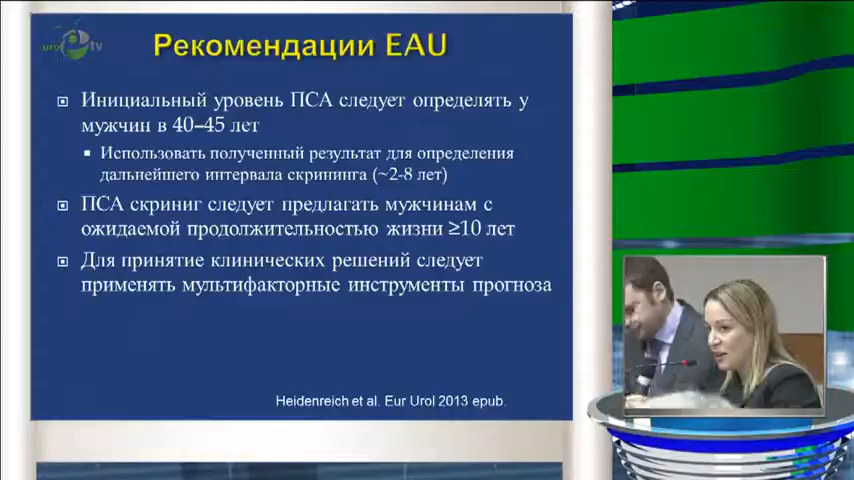 uro tv
Рекомендации EAU
Инициальный уровень ПСА следует определять у
мужчин в 40–45 лет
Использовать полученный результат для определения
дальнейшего интервала скрининга (~2-8 лет)
ПСА скриниг следует предлагать мужчинам с
ожидаемой продолжительностью жизни ≥10 лет
Для принятие клинических решений следует
применять мультифакторные инструменты прогноза
Heidenreich et al. Eur Urol 2013 epub.